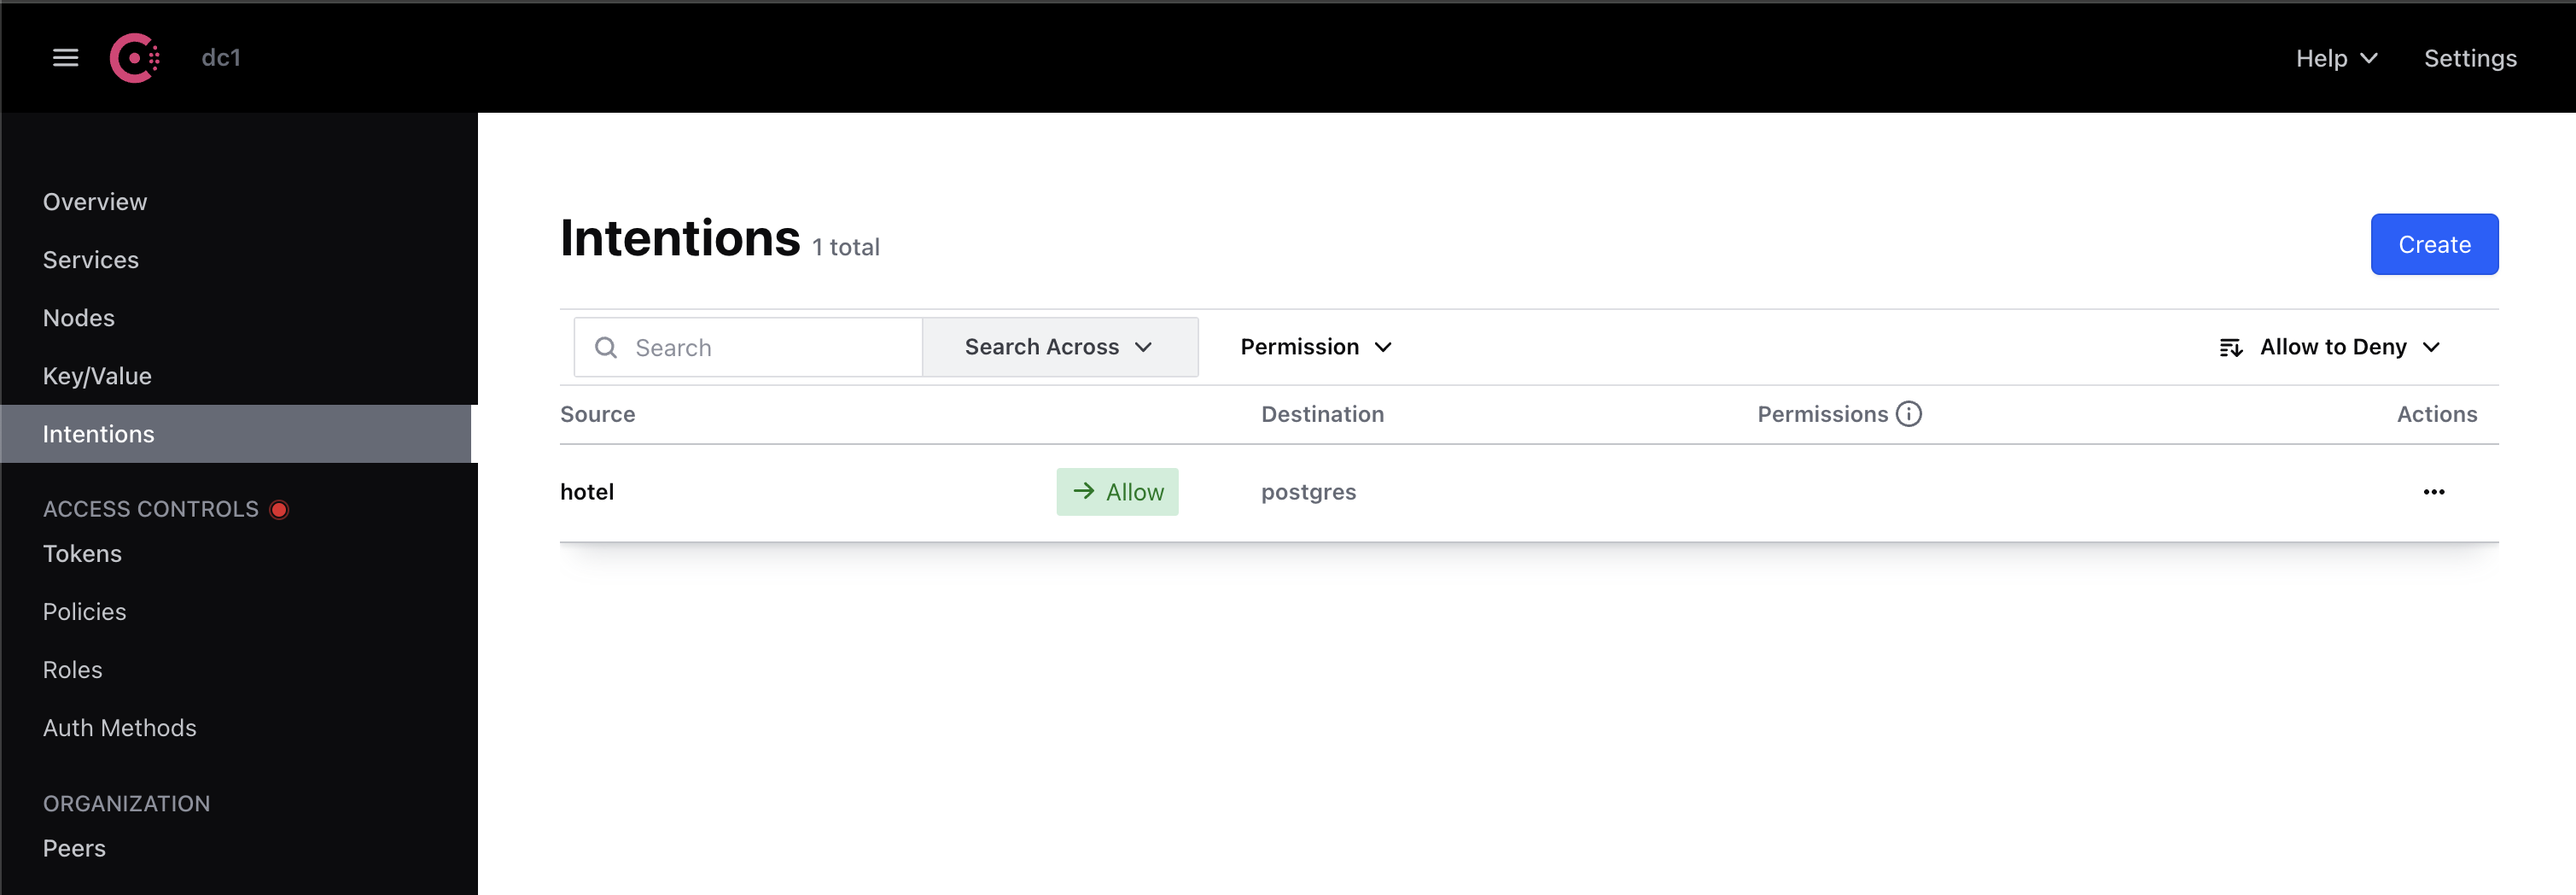 dc1
Help
Settings
Overview
Services
Nodes
Key/Value
Intentions
ACCESS CONTROLS
Tokens
Policies
Roles
Auth Methods
ORGANIZATION
Peers
Intentions 1 total
Create
Search
Search Across
Permission
Allow to Deny
Source Destination Permissions Actions
hotel Allow postgres